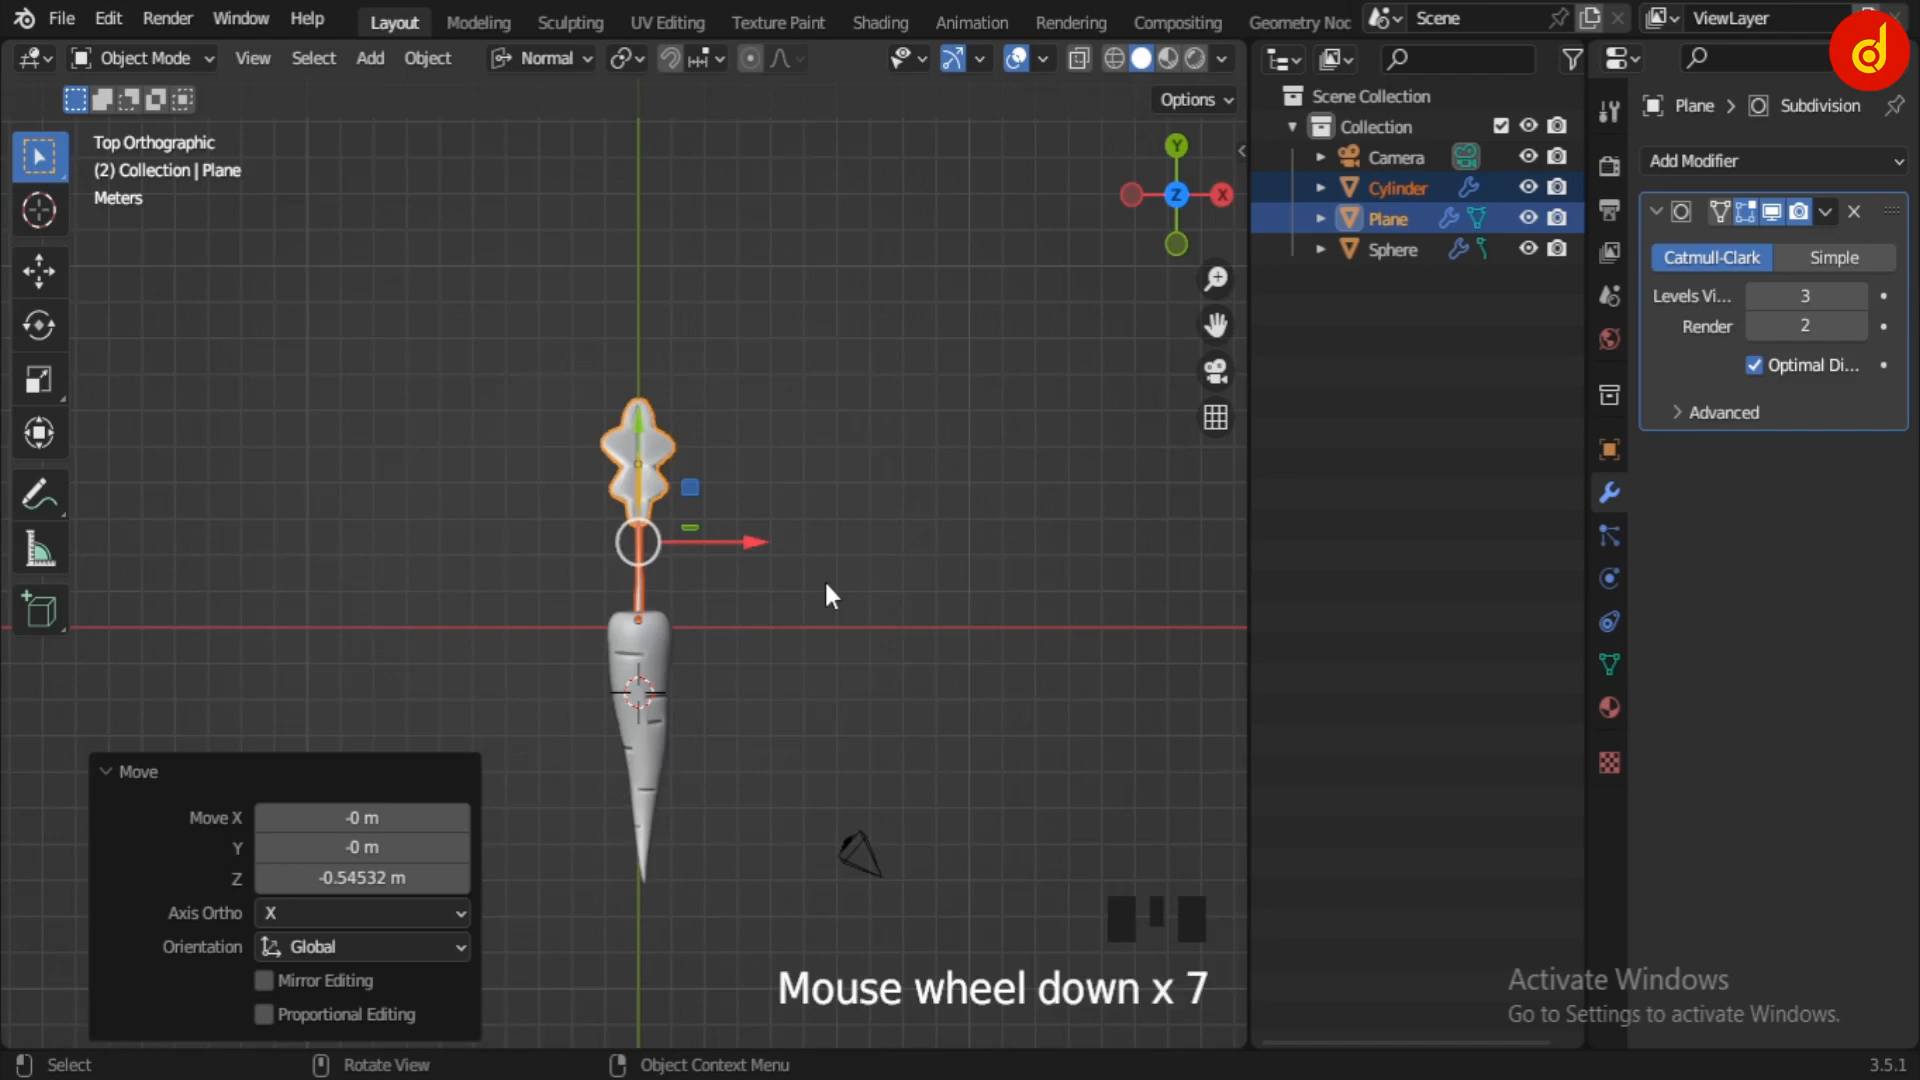 File Edit Render Window Help Layout Modeling Sculpting UV Editing Texture Paint Shading Animation Rendering Compositing Geometry Noc Scene ViewLayer
Object Mode View Select Add Object Normal
Options
Top Orthographic
(2) Collection | Plane
Meters
Y
X
Z
Scene Collection
Collection
Camera
Cylinder
Plane
Sphere
Plane Subdivision
Add Modifier
Catmull-Clark Simple
Levels Vi... 3
Render 2
Optimal Di...
Advanced
Move
Move X -0 m
Y -0 m
Z -0.54532 m
Axis Ortho X
Orientation Global
Mirror Editing
Proportional Editing
Mouse wheel down x 7
Activate Windows
Go to Settings to activate Windows.
Select Rotate View Object Context Menu 3.5.1